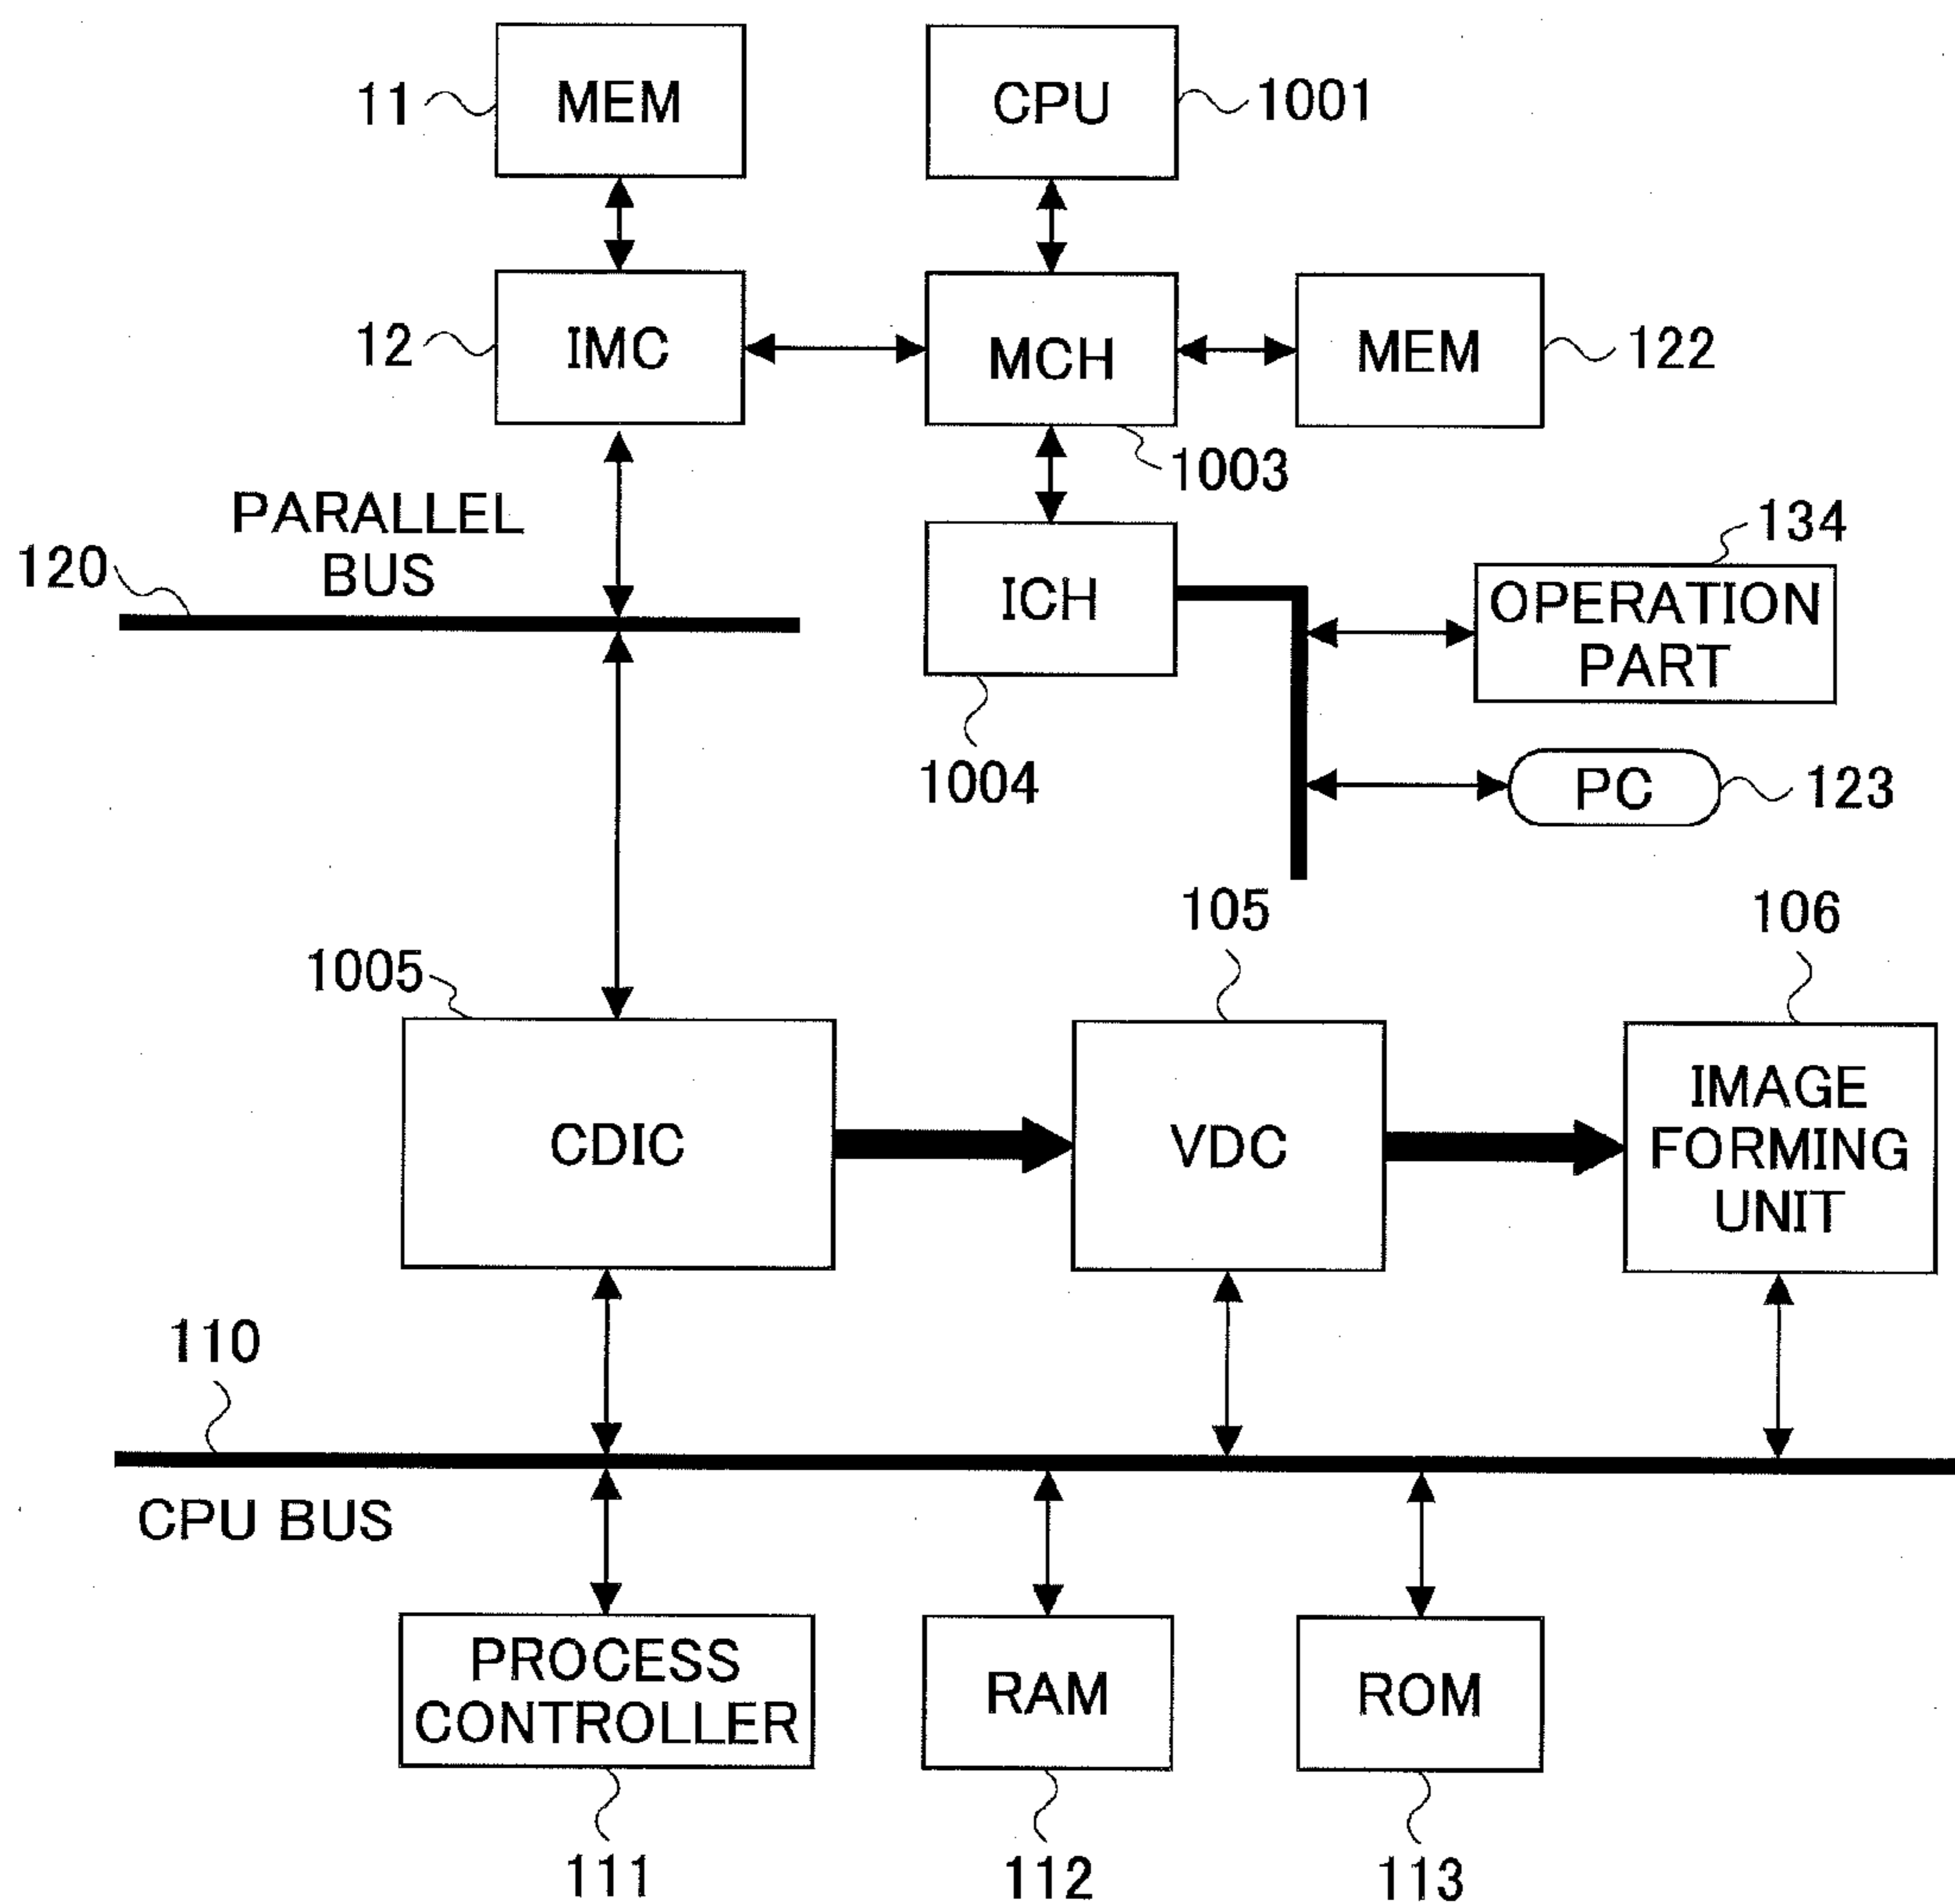 11
MEM
CPU
1001
12
IMC
MCH
MEM
122
1003
PARALLEL
BUS
120
ICH
1004
134
OPERATION
PART
PC
123
1005
105
106
CDIC
VDC
IMAGE
FORMING
UNIT
110
CPU BUS
PROCESS
CONTROLLER
RAM
ROM
111
112
113